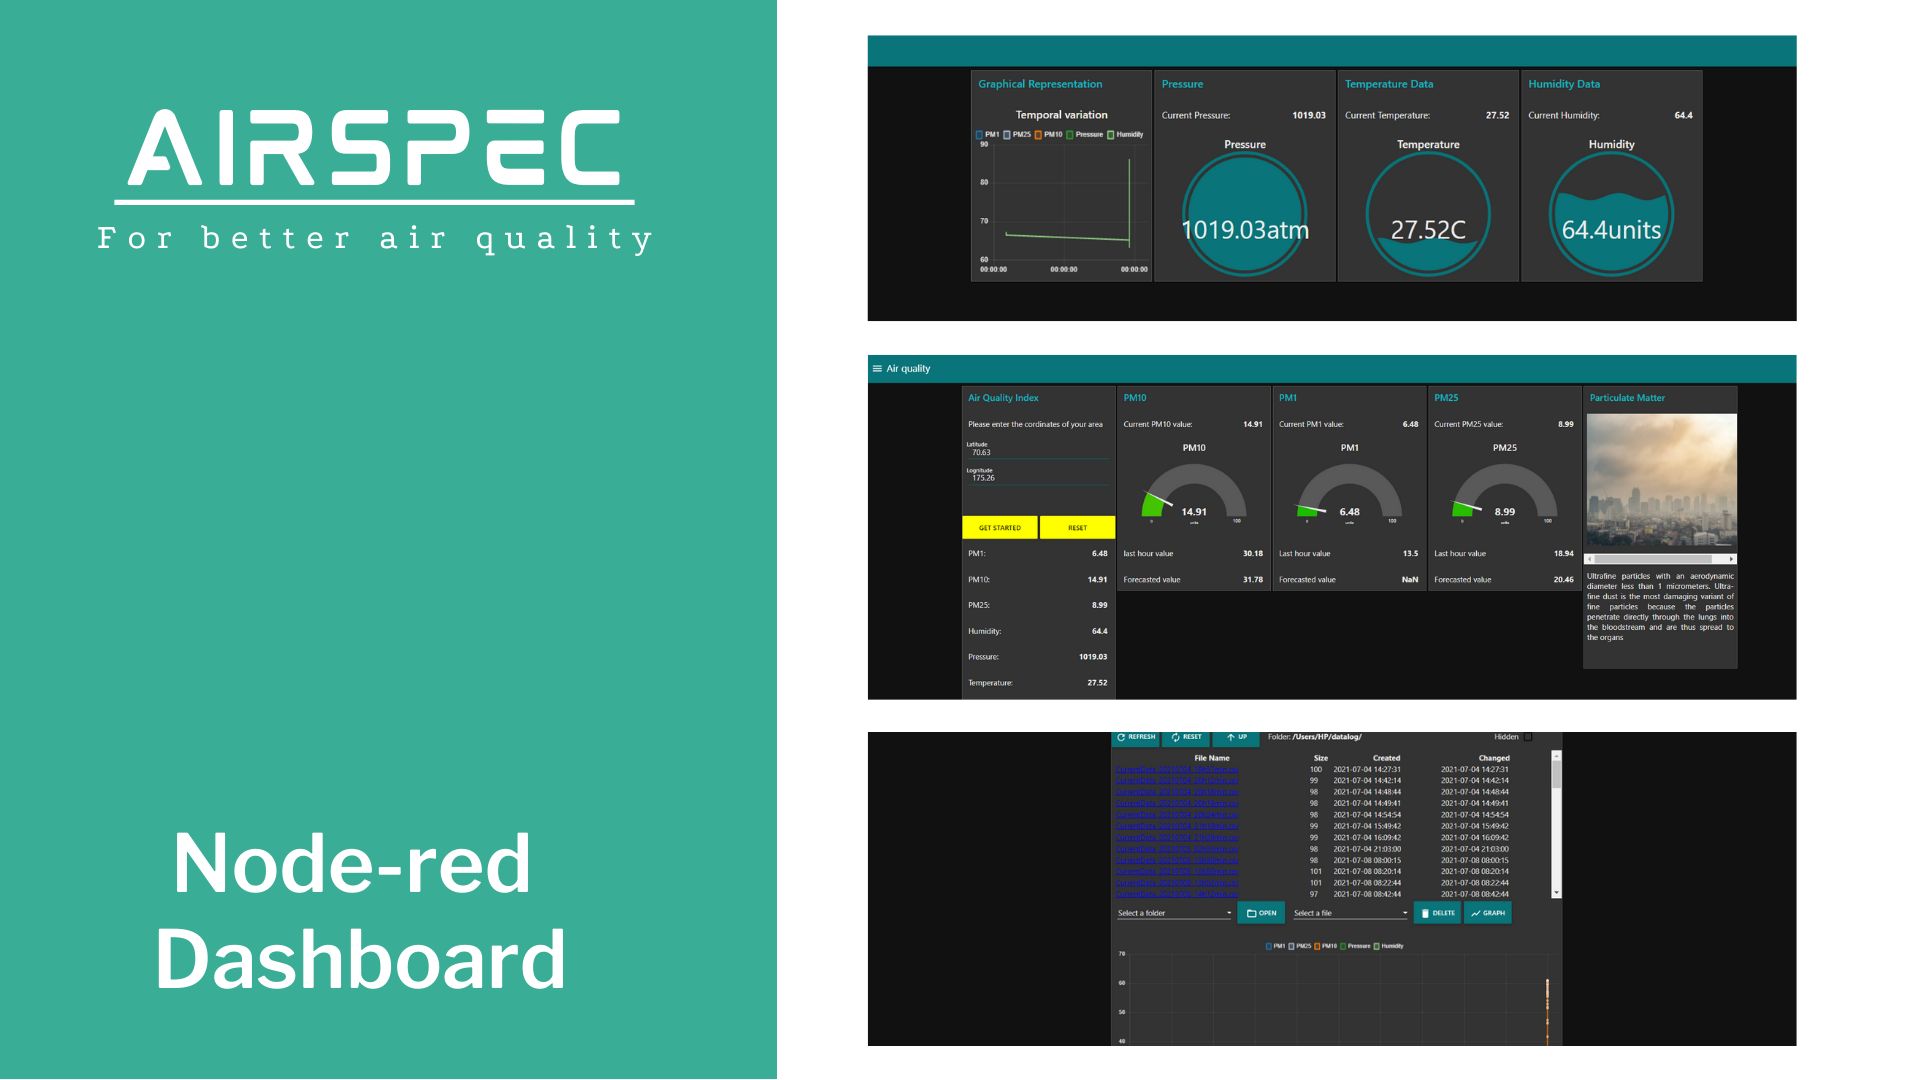 AIRSPEC
For better air quality
Node-red
Dashboard
Graphical Representation
Temporal variation
PM1 PM25 PM10 Pressure Humidity
90
80
70
60
00:00:00 00:00:00 00:00:00
Pressure
Current Pressure: 1019.03
Pressure
1019.03atm
Temperature Data
Current Temperature: 27.52
Temperature
27.52C
Humidity Data
Current Humidity: 64.4
Humidity
64.4units
Air quality
Air Quality Index
Please enter the cordinates of your area
Latitude
70.63
Lognitude
175.26
GET STARTED RESET
PM1: 6.48
PM10: 14.91
PM25: 8.99
Humidity: 64.4
Pressure: 1019.03
Temperature: 27.52
PM10
Current PM10 value: 14.91
PM10
14.91
units
0 100
last hour value 30.18
Forecasted value 31.78
PM1
Current PM1 value: 6.48
PM1
6.48
units
0 100
Last hour value 13.5
Forecasted value NaN
PM25
Current PM25 value: 8.99
PM25
8.99
units
0 100
Last hour value 18.94
Forecasted value 20.46
Particulate Matter
Ultrafine particles with an aerodynamic
diameter less than 1 micrometers. Ultra-
fine dust is the most damaging variant of
fine particles because the particles
penetrate directly through the lungs into
the bloodstream and are thus spread to
the organs
REFRESH RESET UP Folder: /Users/HP/datalog/ Hidden
File Name Size Created Changed
100 2021-07-04 14:27:31 2021-07-04 14:27:31
99 2021-07-04 14:42:14 2021-07-04 14:42:14
98 2021-07-04 14:48:44 2021-07-04 14:48:44
98 2021-07-04 14:49:41 2021-07-04 14:49:41
98 2021-07-04 14:54:54 2021-07-04 14:54:54
99 2021-07-04 15:49:42 2021-07-04 15:49:42
99 2021-07-04 16:09:42 2021-07-04 16:09:42
98 2021-07-04 21:03:00 2021-07-04 21:03:00
98 2021-07-08 08:00:15 2021-07-08 08:00:15
101 2021-07-08 08:20:14 2021-07-08 08:20:14
101 2021-07-08 08:22:44 2021-07-08 08:22:44
97 2021-07-08 08:42:44 2021-07-08 08:42:44
Select a folder OPEN Select a file DELETE GRAPH
PM1 PM25 PM10 Pressure Humidity
70
60
50
40